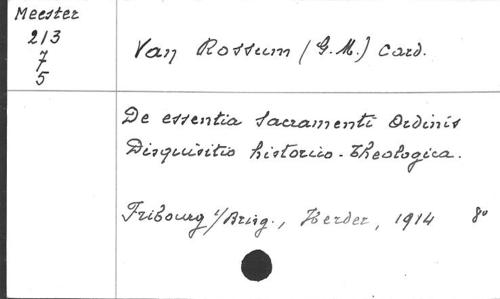 Meester
213
7
5
Van Rossum (G.M.) Card.
De essentia Sacramenti Ordinis
Disquisitio historico-theologica.
Fribourg i/Brisg., Herder, 1914 8°